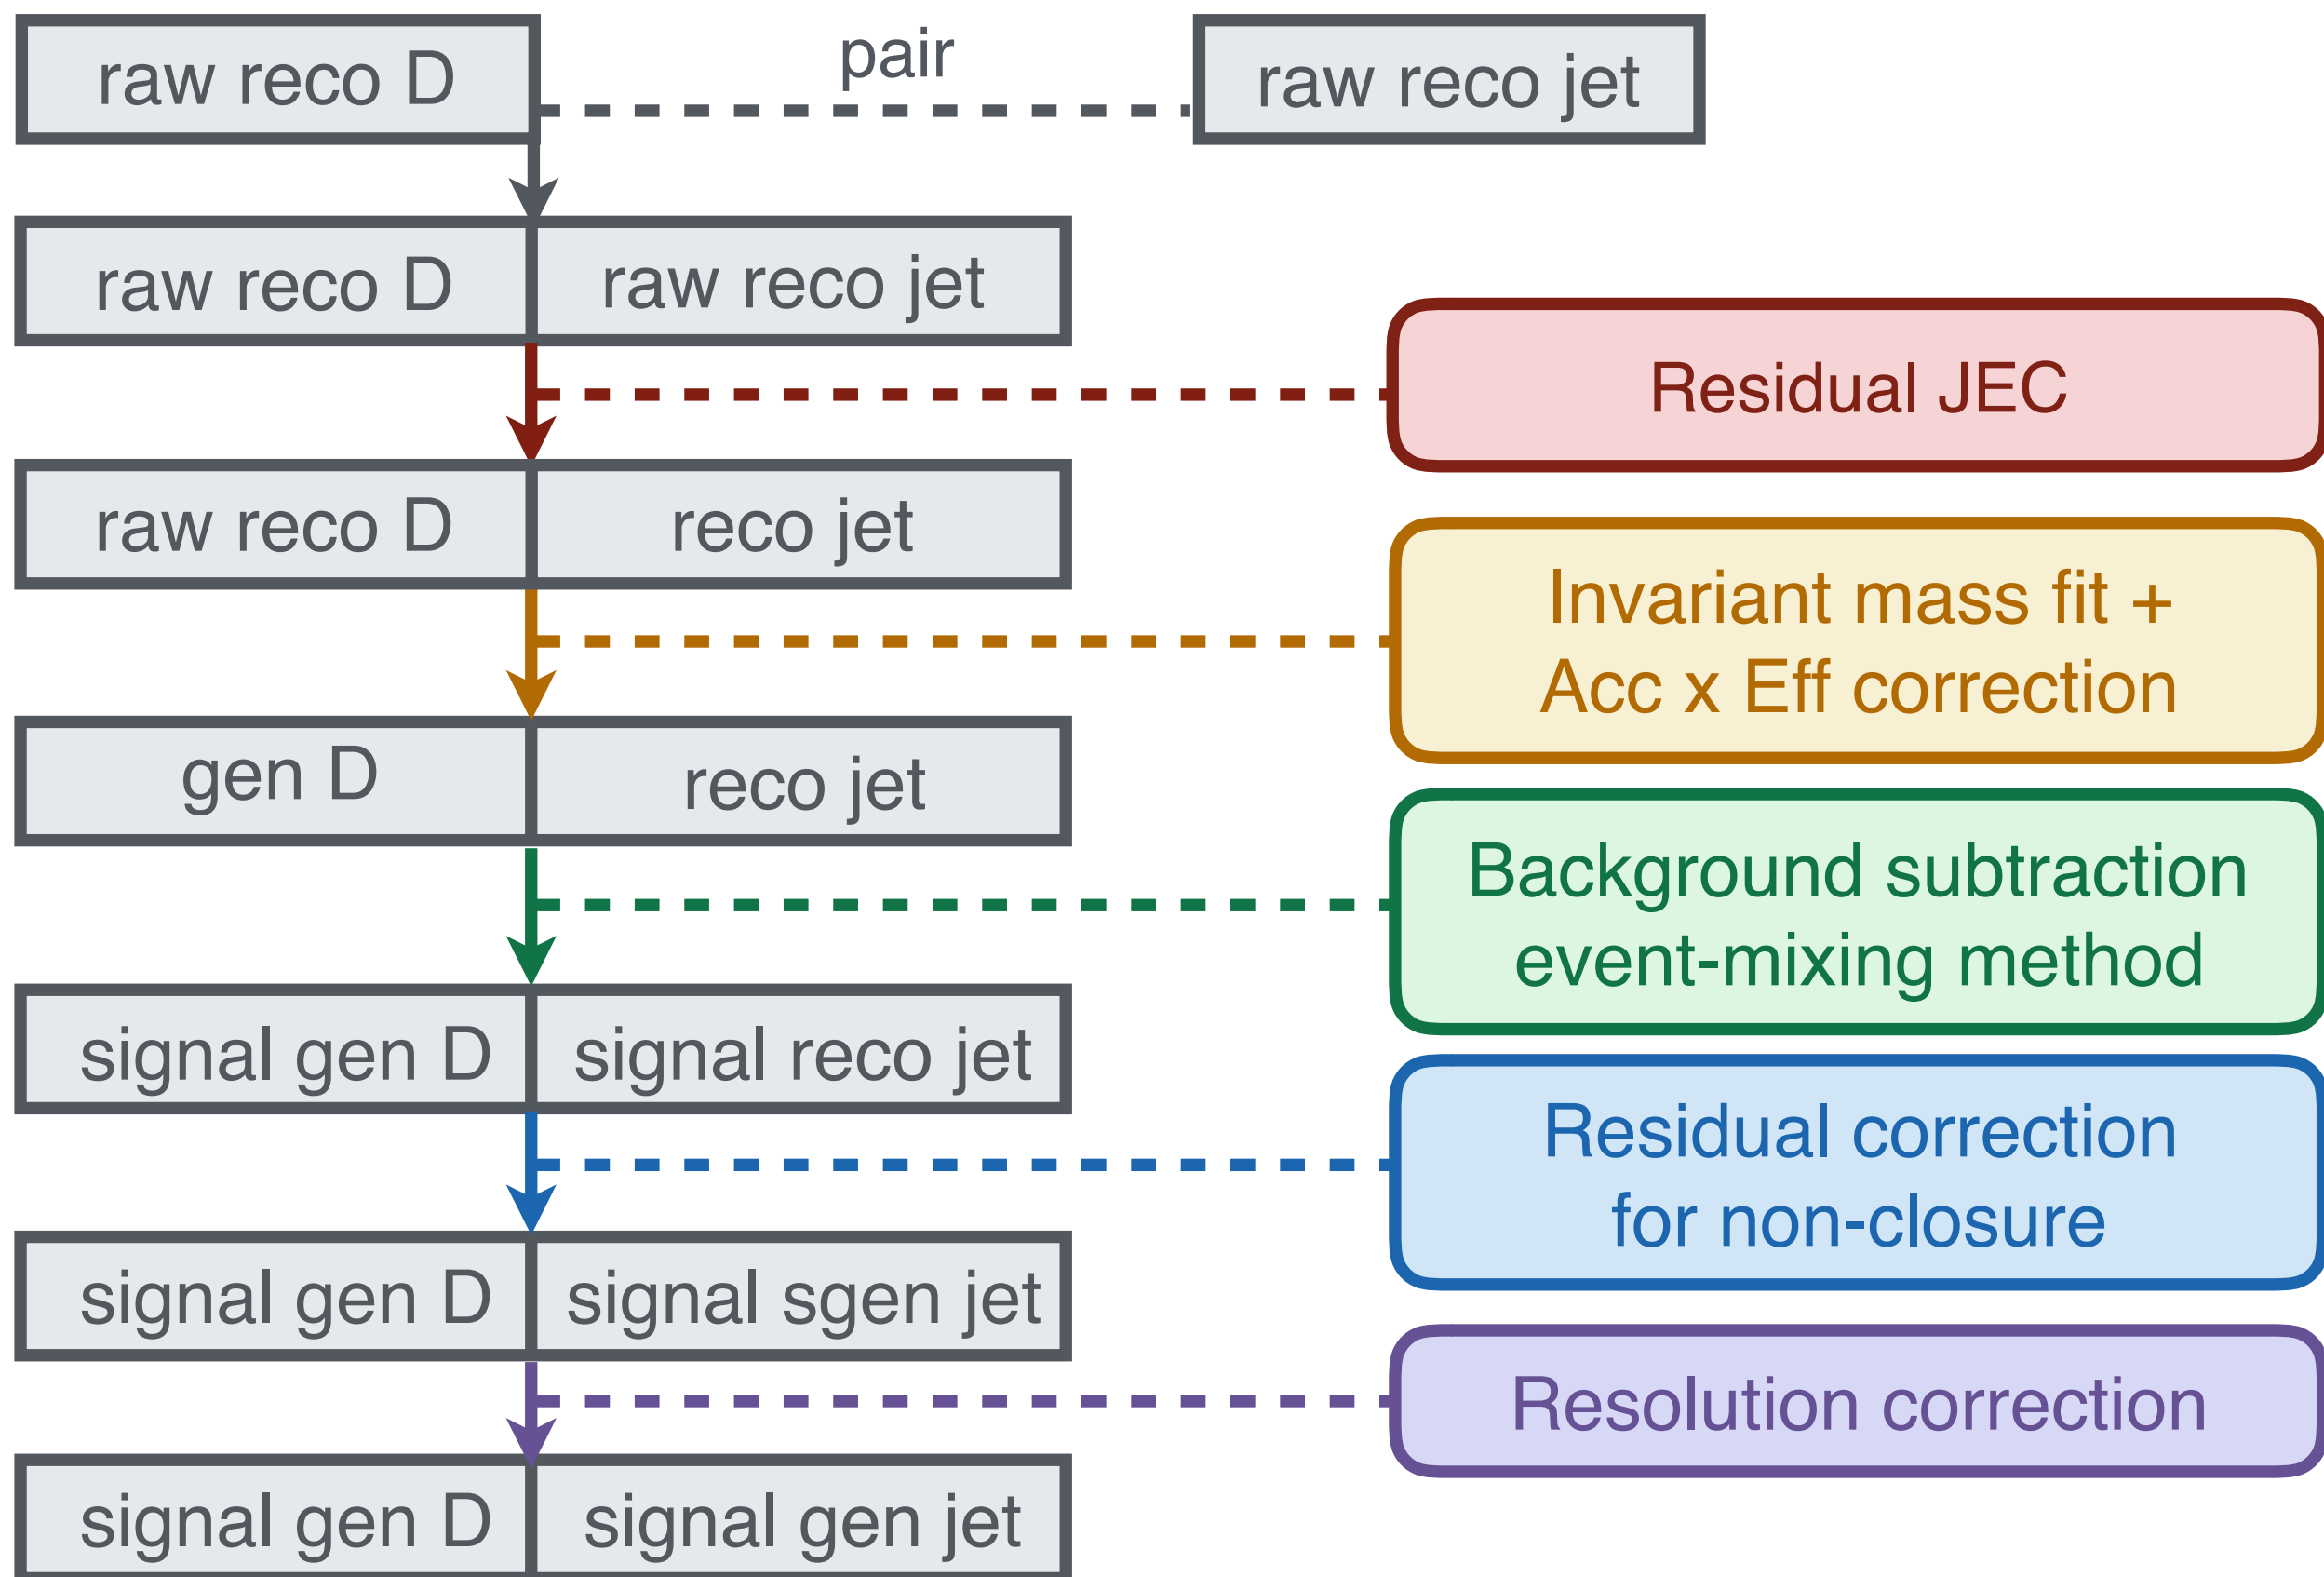 raw reco D
pair
raw reco jet
raw reco D
raw reco jet
Residual JEC
raw reco D
reco jet
Invariant mass fit +
Acc x Eff correction
gen D
reco jet
Background subtraction
event-mixing method
signal gen D
signal reco jet
Residual correction
for non-closure
signal gen D
signal sgen jet
Resolution correction
signal gen D
signal gen jet